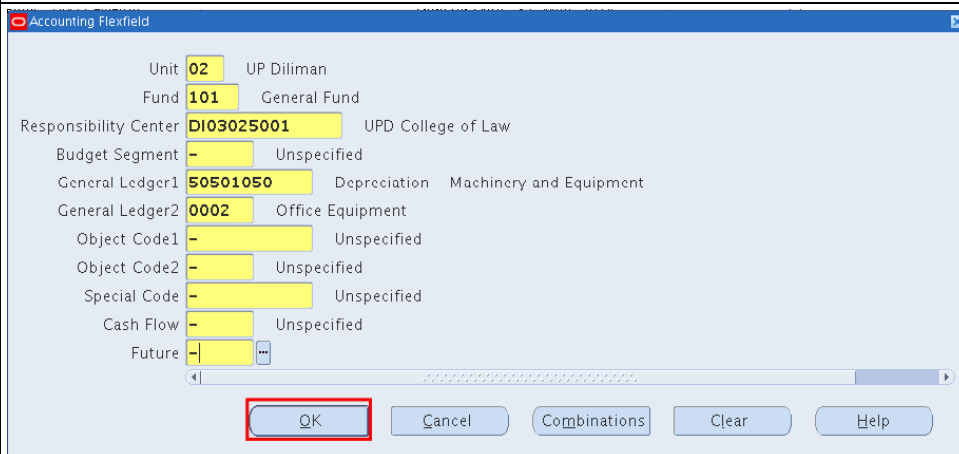 Accounting Flexfield
Unit 02 UP Diliman
Fund 101 General Fund
Responsibility Center DI03025001 UPD College of Law
Budget Segment - Unspecified
General Ledger1 50501050 Depreciation Machinery and Equipment
General Ledger2 0002 Office Equipment
Object Code1 - Unspecified
Object Code2 - Unspecified
Special Code - Unspecified
Cash Flow - Unspecified
Future - ...
OK Cancel Combinations Clear Help